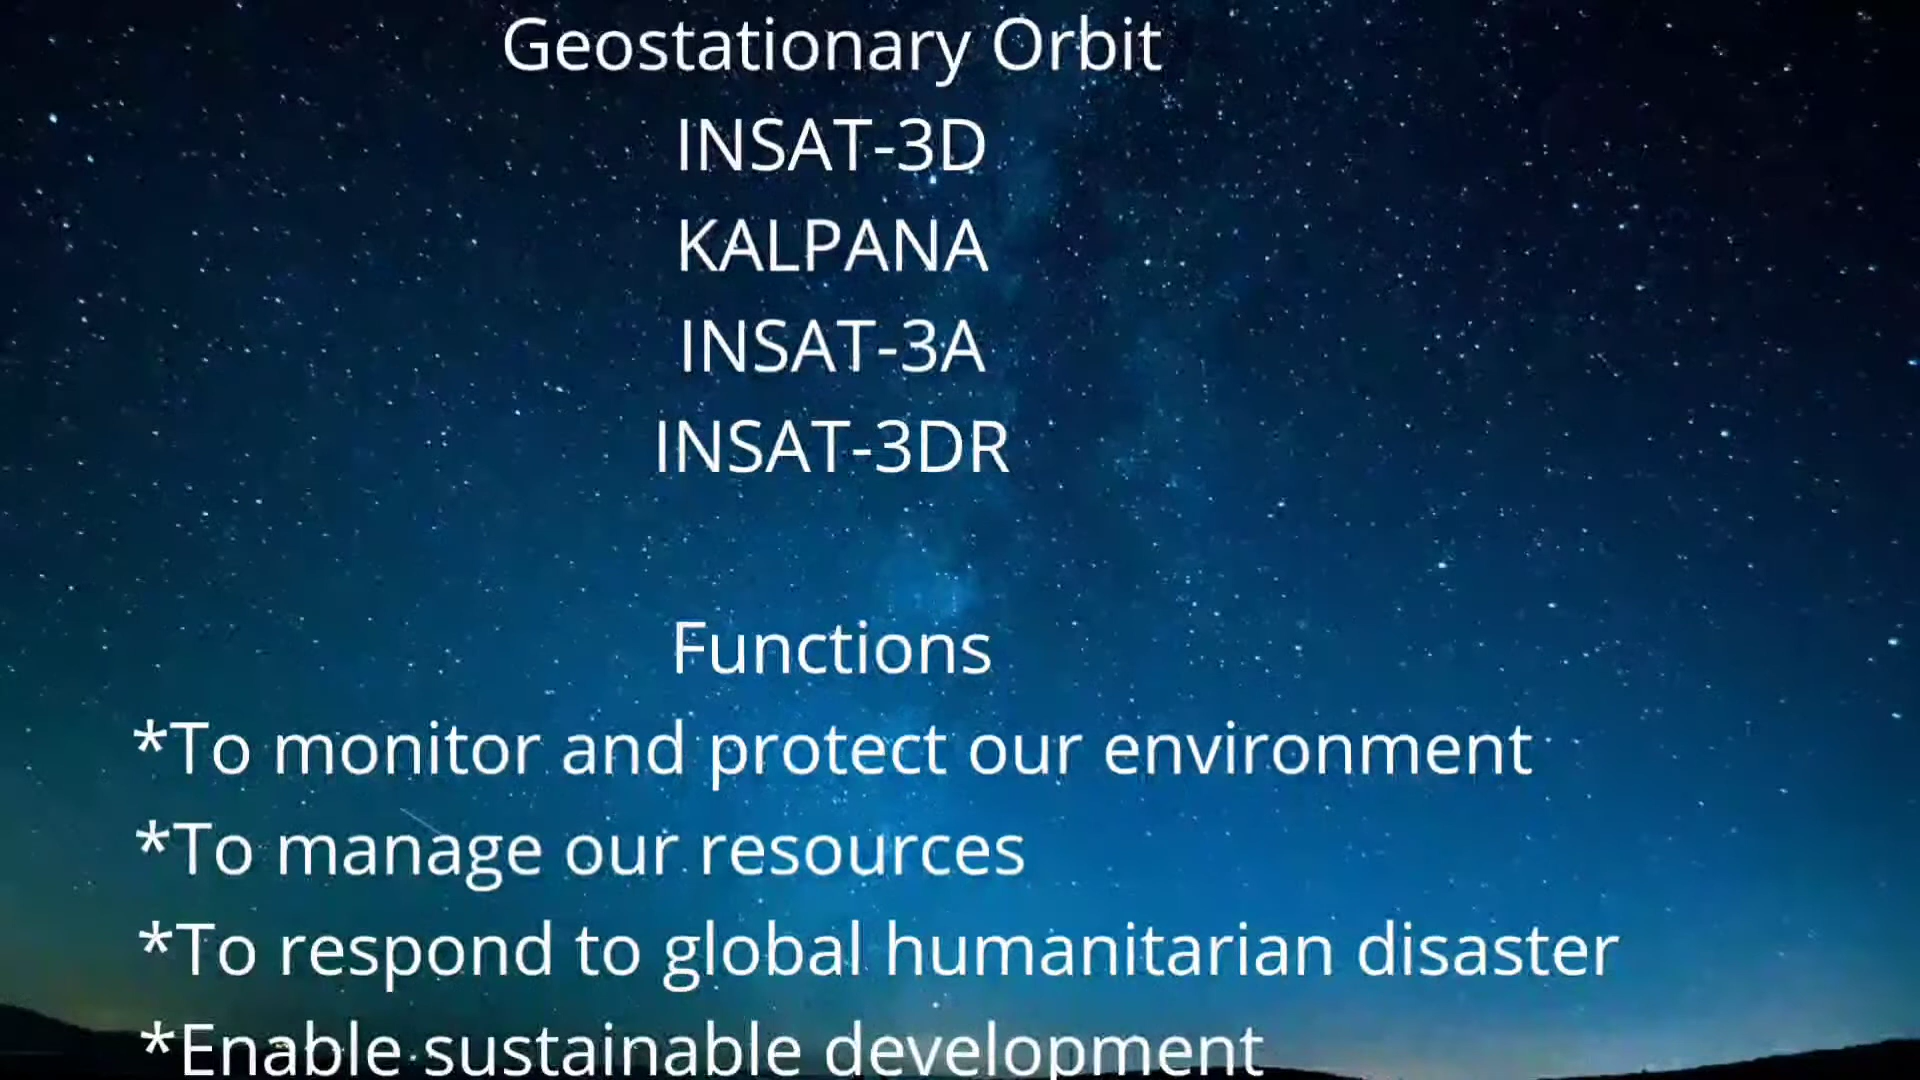 Geostationary Orbit
INSAT-3D
KALPANA
INSAT-3A
INSAT-3DR
Functions
*To monitor and protect our environment
*To manage our resources
*To respond to global humanitarian disaster
*Enable sustainable development